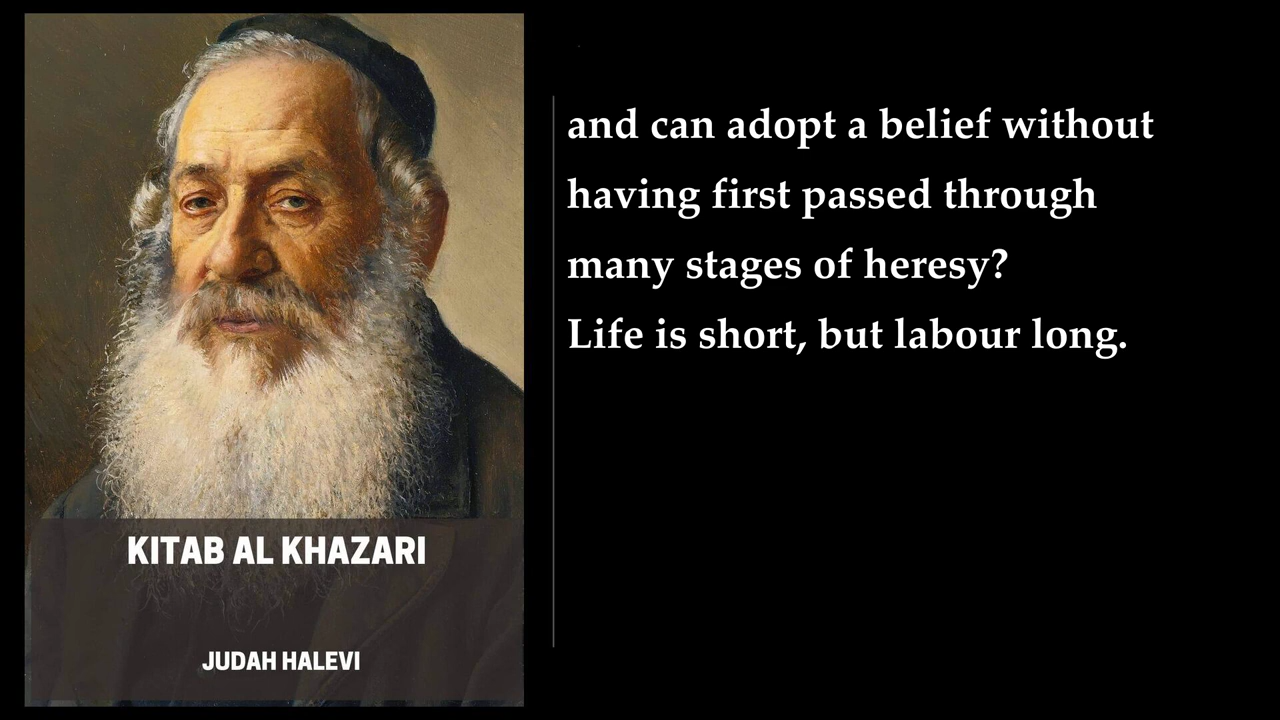 KITAB AL KHAZARI
JUDAH HALEVI
and can adopt a belief without
having first passed through
many stages of heresy?
Life is short, but labour long.